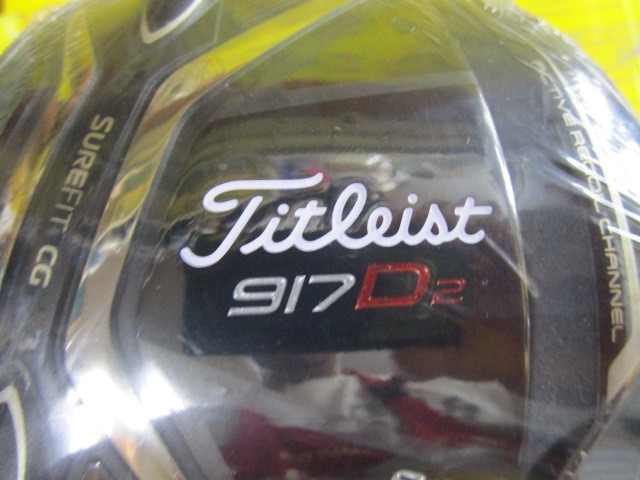 SUREFIT CG
Titleist
917D2
ACTIVE RECOIL CHANNEL